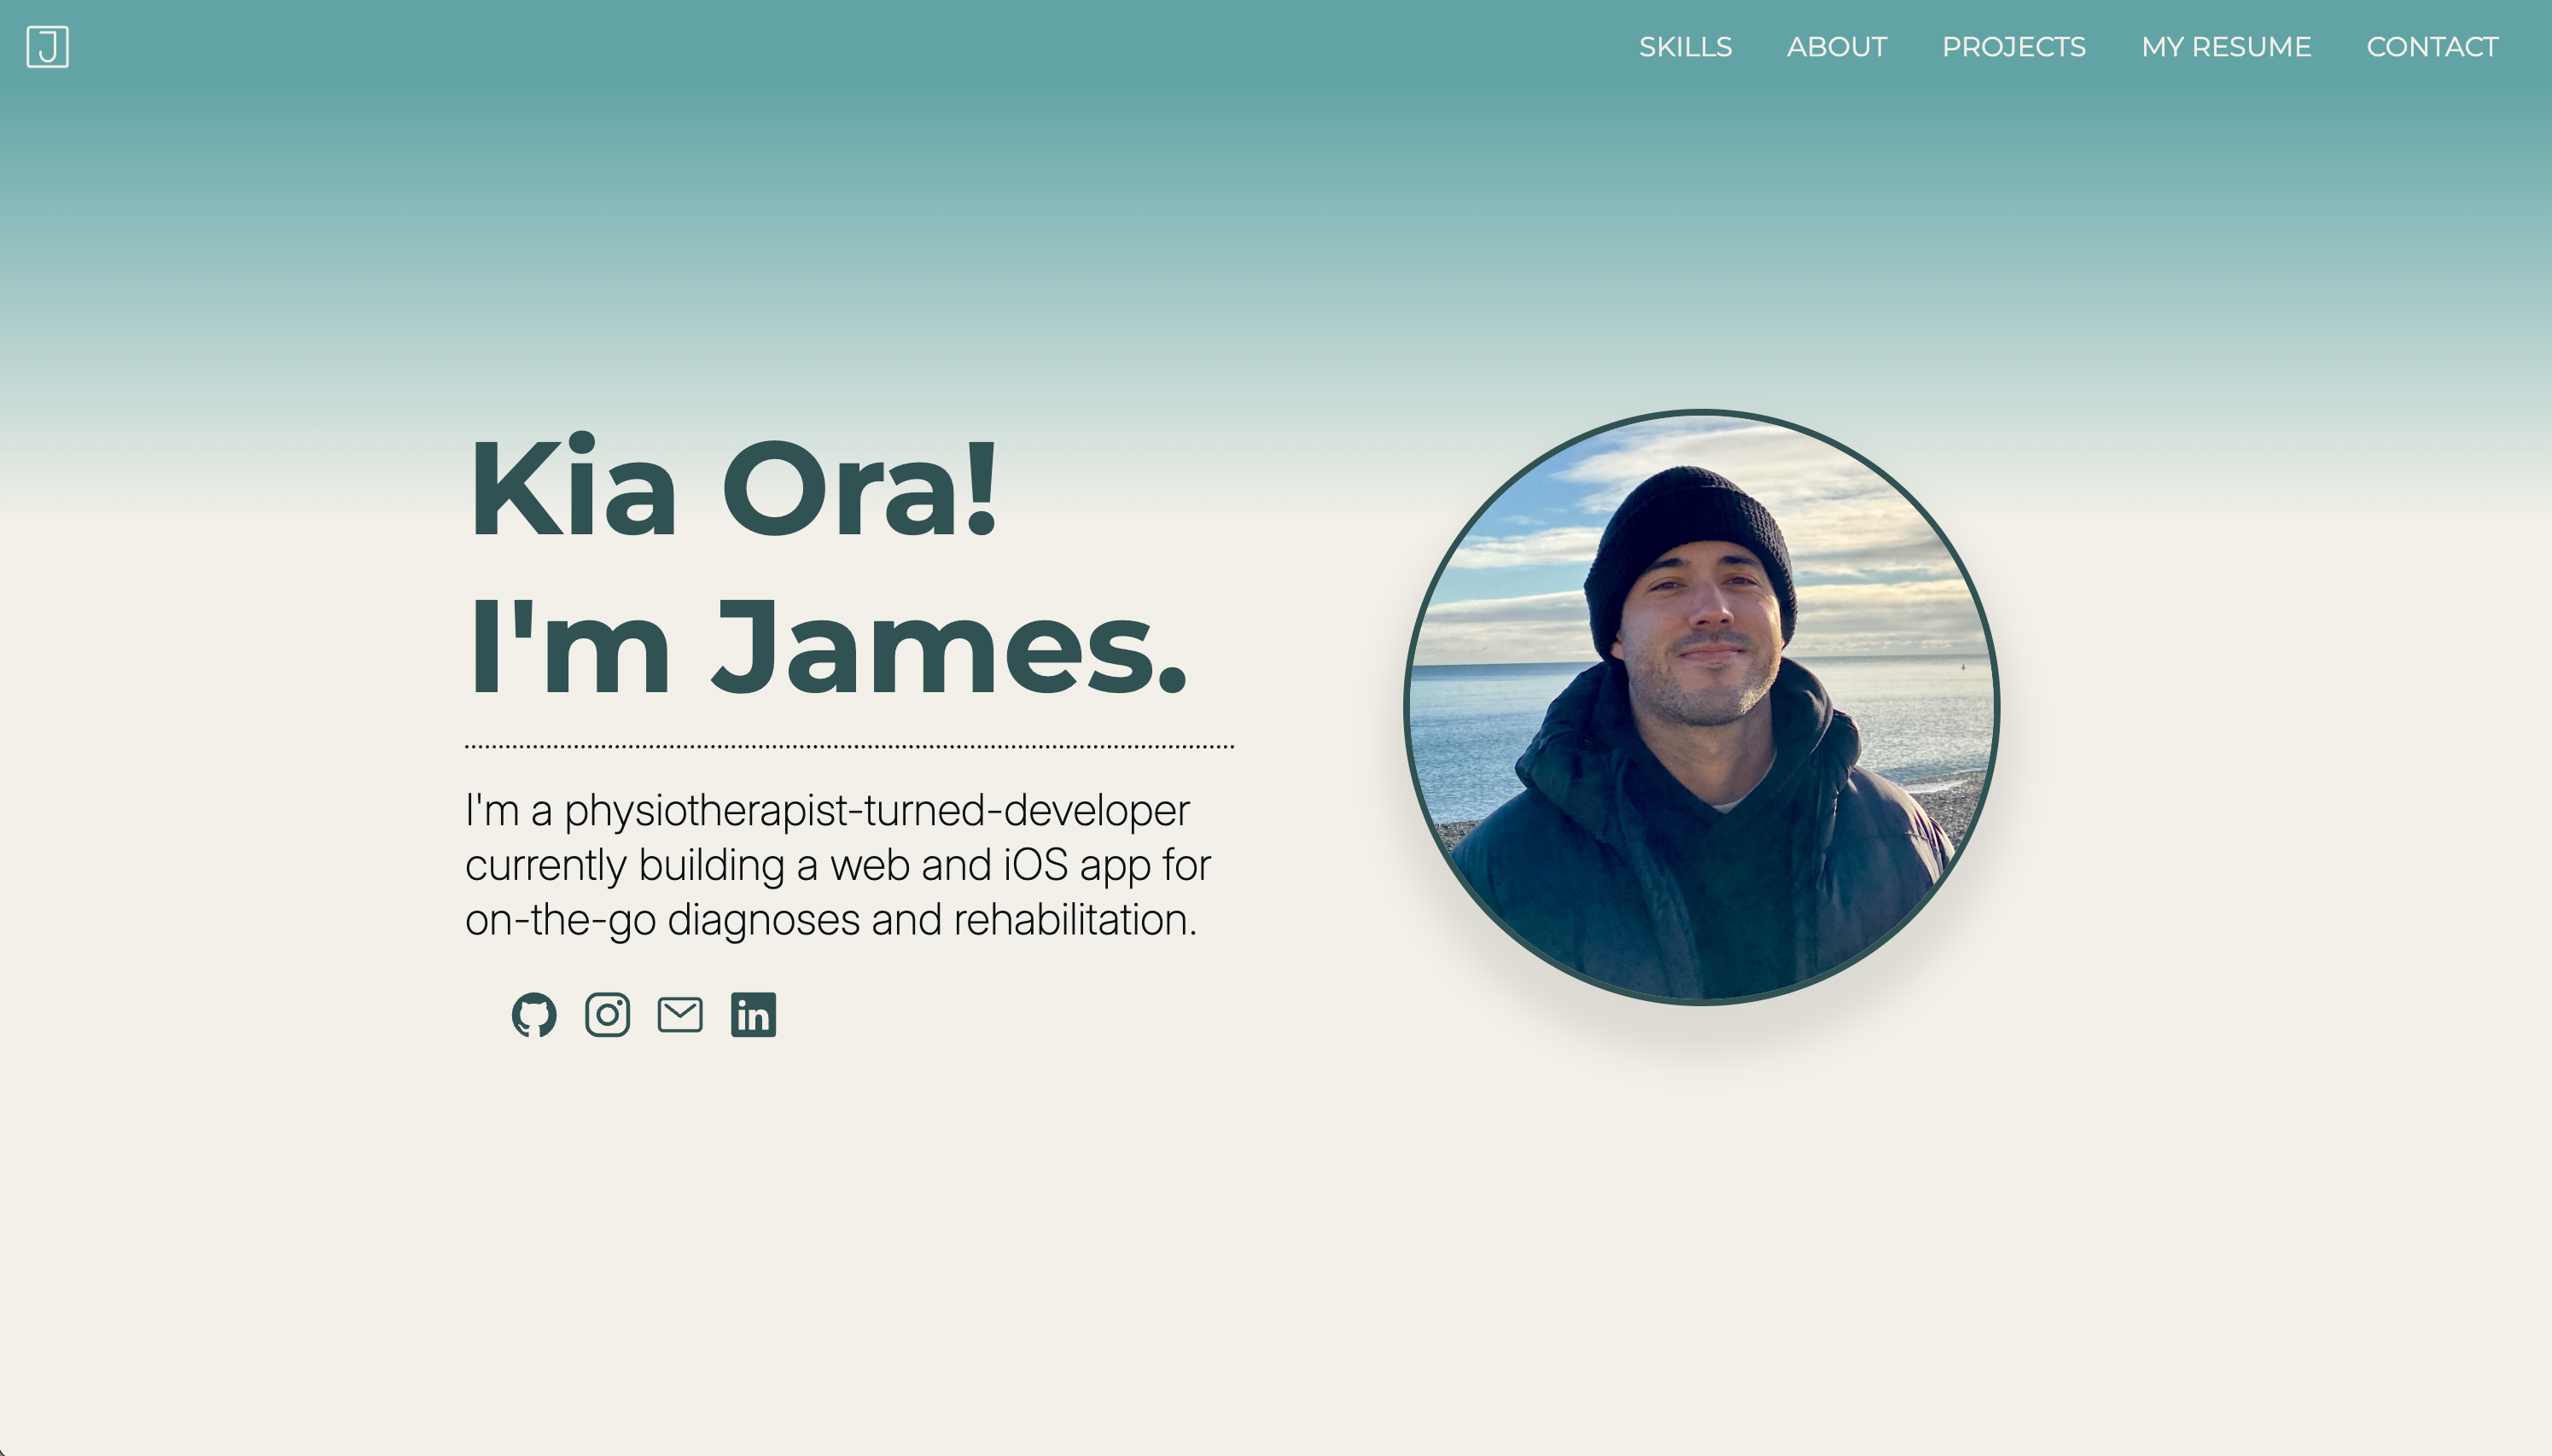 J
SKILLS ABOUT PROJECTS MY RESUME CONTACT
Kia Ora!
I'm James.
I'm a physiotherapist-turned-developer
currently building a web and iOS app for
on-the-go diagnoses and rehabilitation.
in